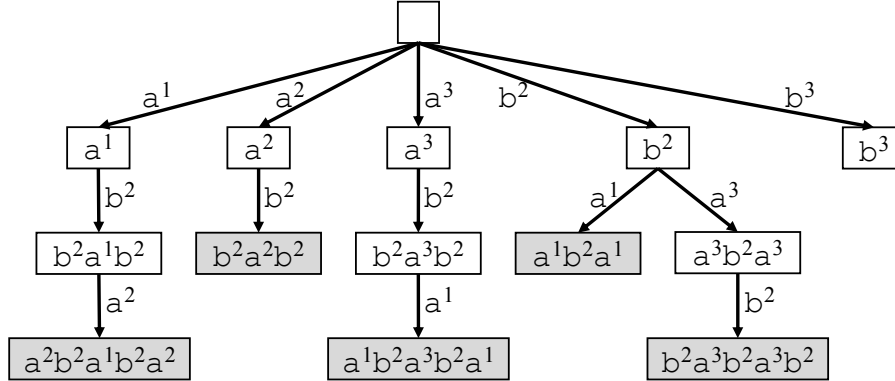 a¹ a² a³ b² b³
a¹ a² a³ b² b³
b² b² b² a¹ a³
b²a¹b² b²a²b² b²a³b² a¹b²a¹ a³b²a³
a² a¹ b²
a²b²a¹b²a² a¹b²a³b²a¹ b²a³b²a³b²